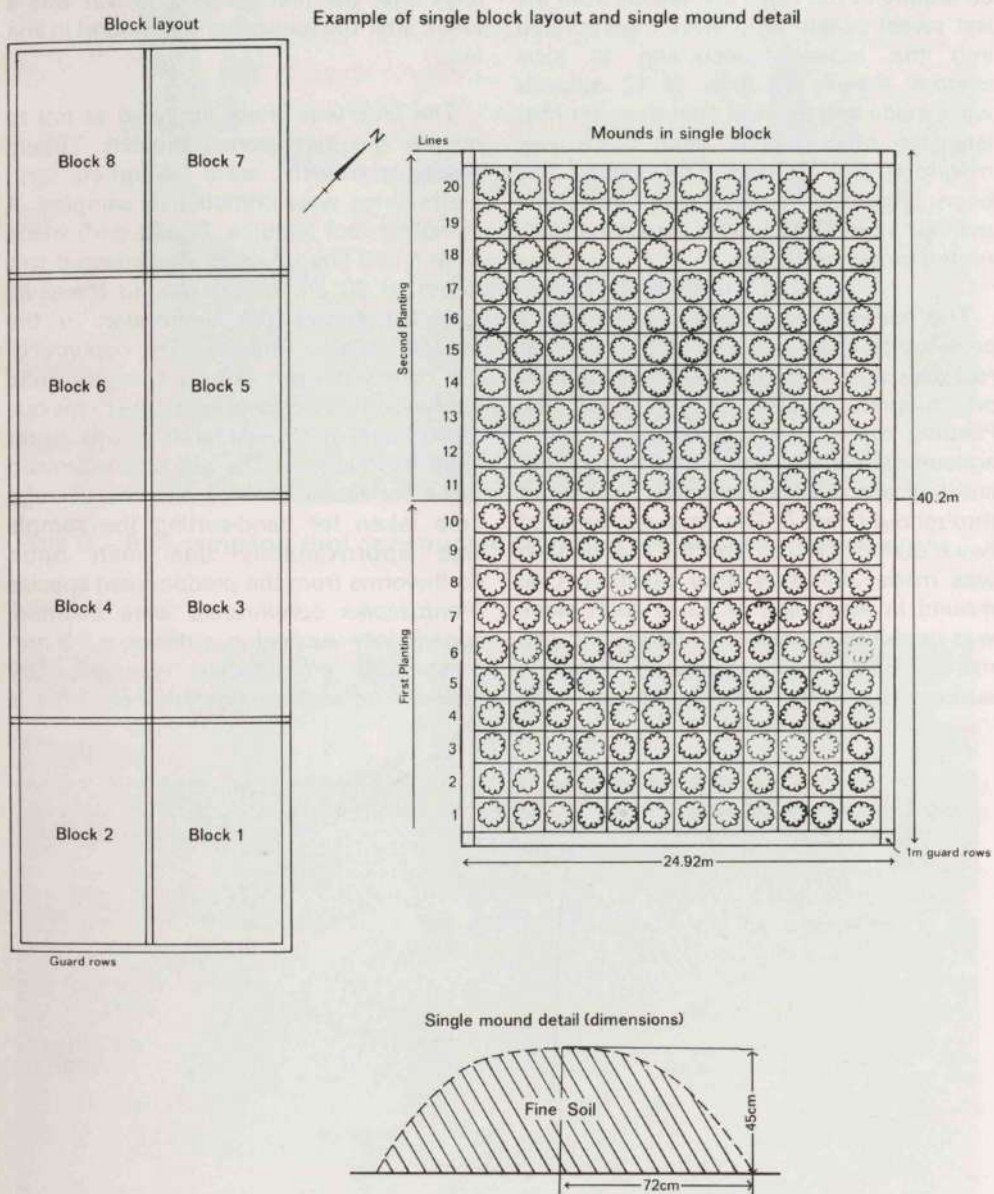 Example of single block layout and single mound detail
Block layout
Block 8
Block 7
Block 6
Block 5
Block 4
Block 3
Block 2
Block 1
Guard rows
N
Mounds in single block
Lines
20
19
18
17
16
15
14
13
12
11
10
9
8
7
6
5
4
3
2
1
Second Planting
First Planting
40.2m
24.92m
1m guard rows
Single mound detail (dimensions)
Fine Soil
45cm
72cm